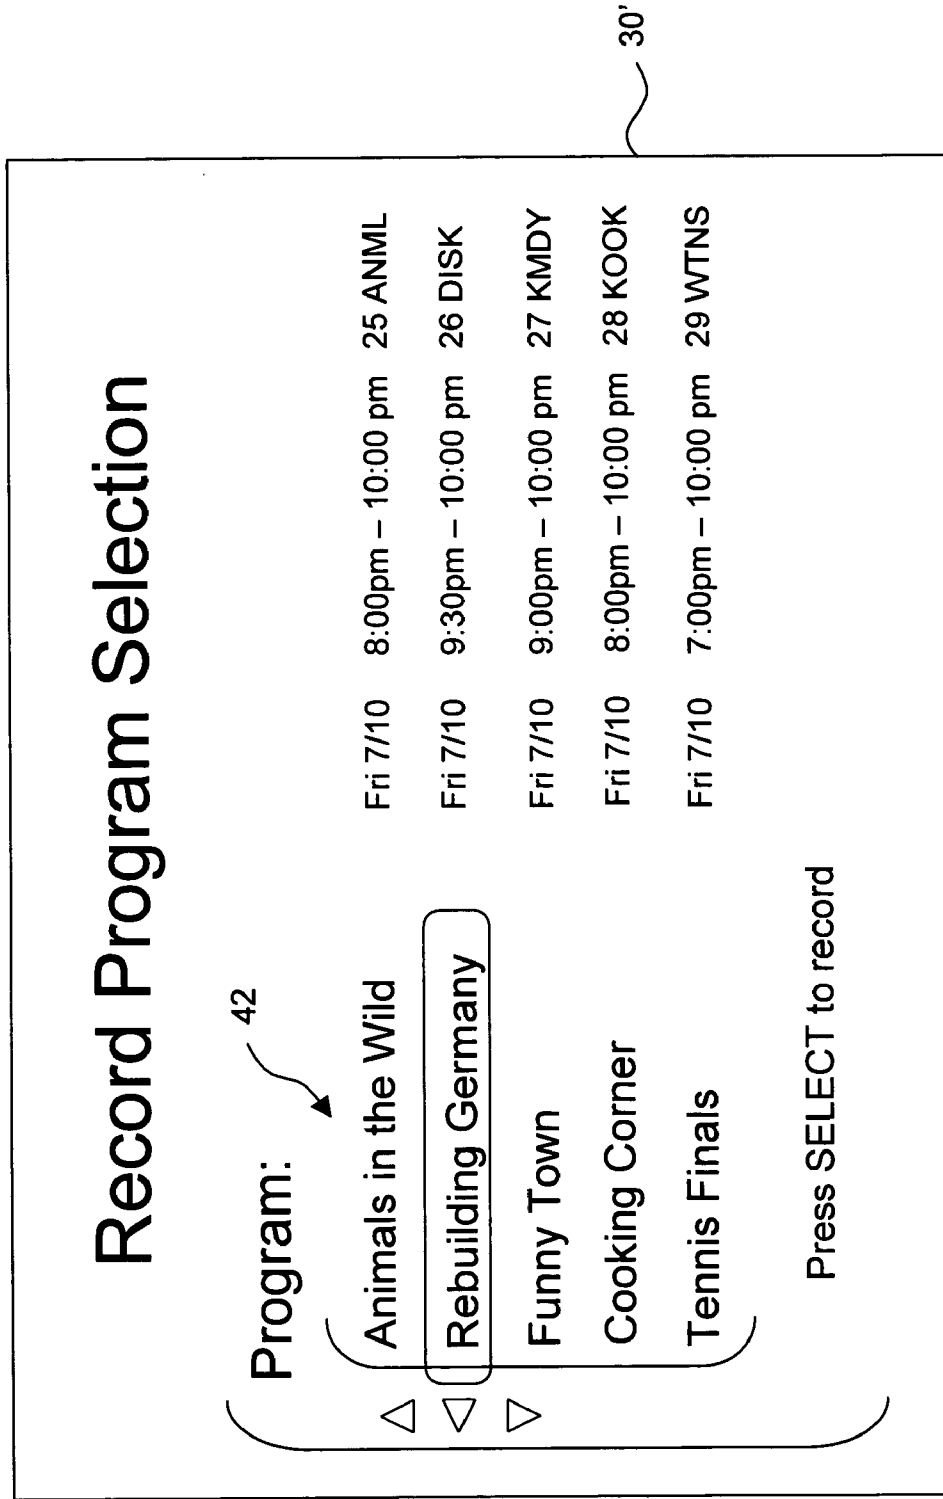 Record Program Selection
Program:
42
Animals in the Wild Fri 7/10 8:00pm – 10:00 pm 25 ANML
Rebuilding Germany Fri 7/10 9:30pm – 10:00 pm 26 DISK
Funny Town Fri 7/10 9:00pm – 10:00 pm 27 KMDY
Cooking Corner Fri 7/10 8:00pm – 10:00 pm 28 KOOK
Tennis Finals Fri 7/10 7:00pm – 10:00 pm 29 WTNS
Press SELECT to record
30'